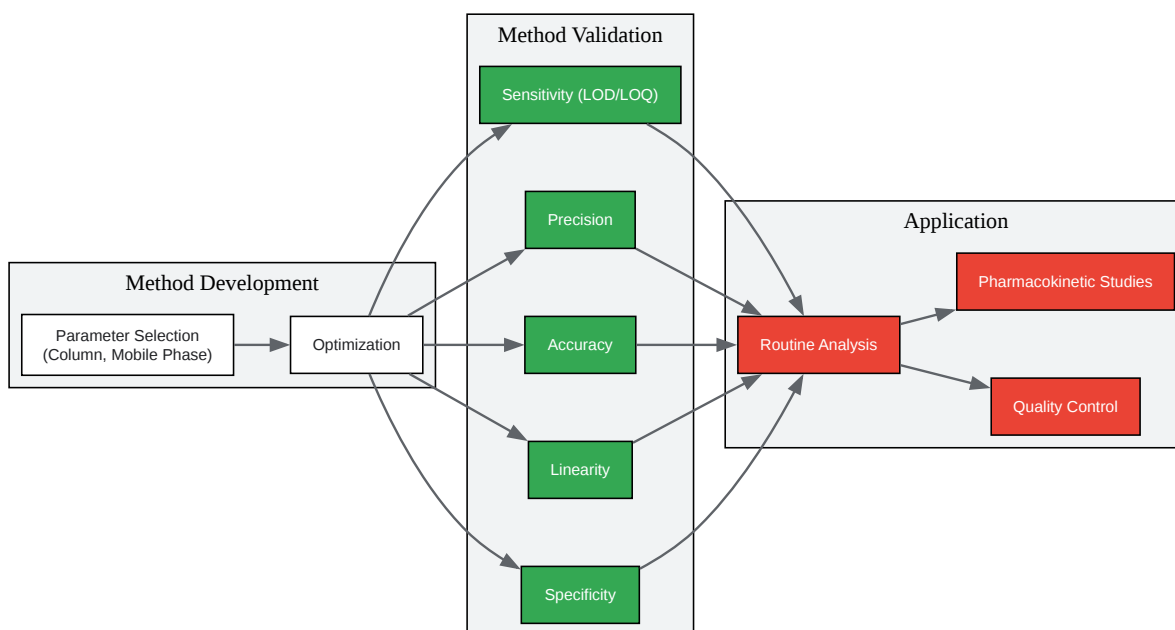 Method Development
Parameter Selection
(Column, Mobile Phase)
Optimization
Method Validation
Sensitivity (LOD/LOQ)
Precision
Accuracy
Linearity
Specificity
Application
Routine Analysis
Pharmacokinetic Studies
Quality Control